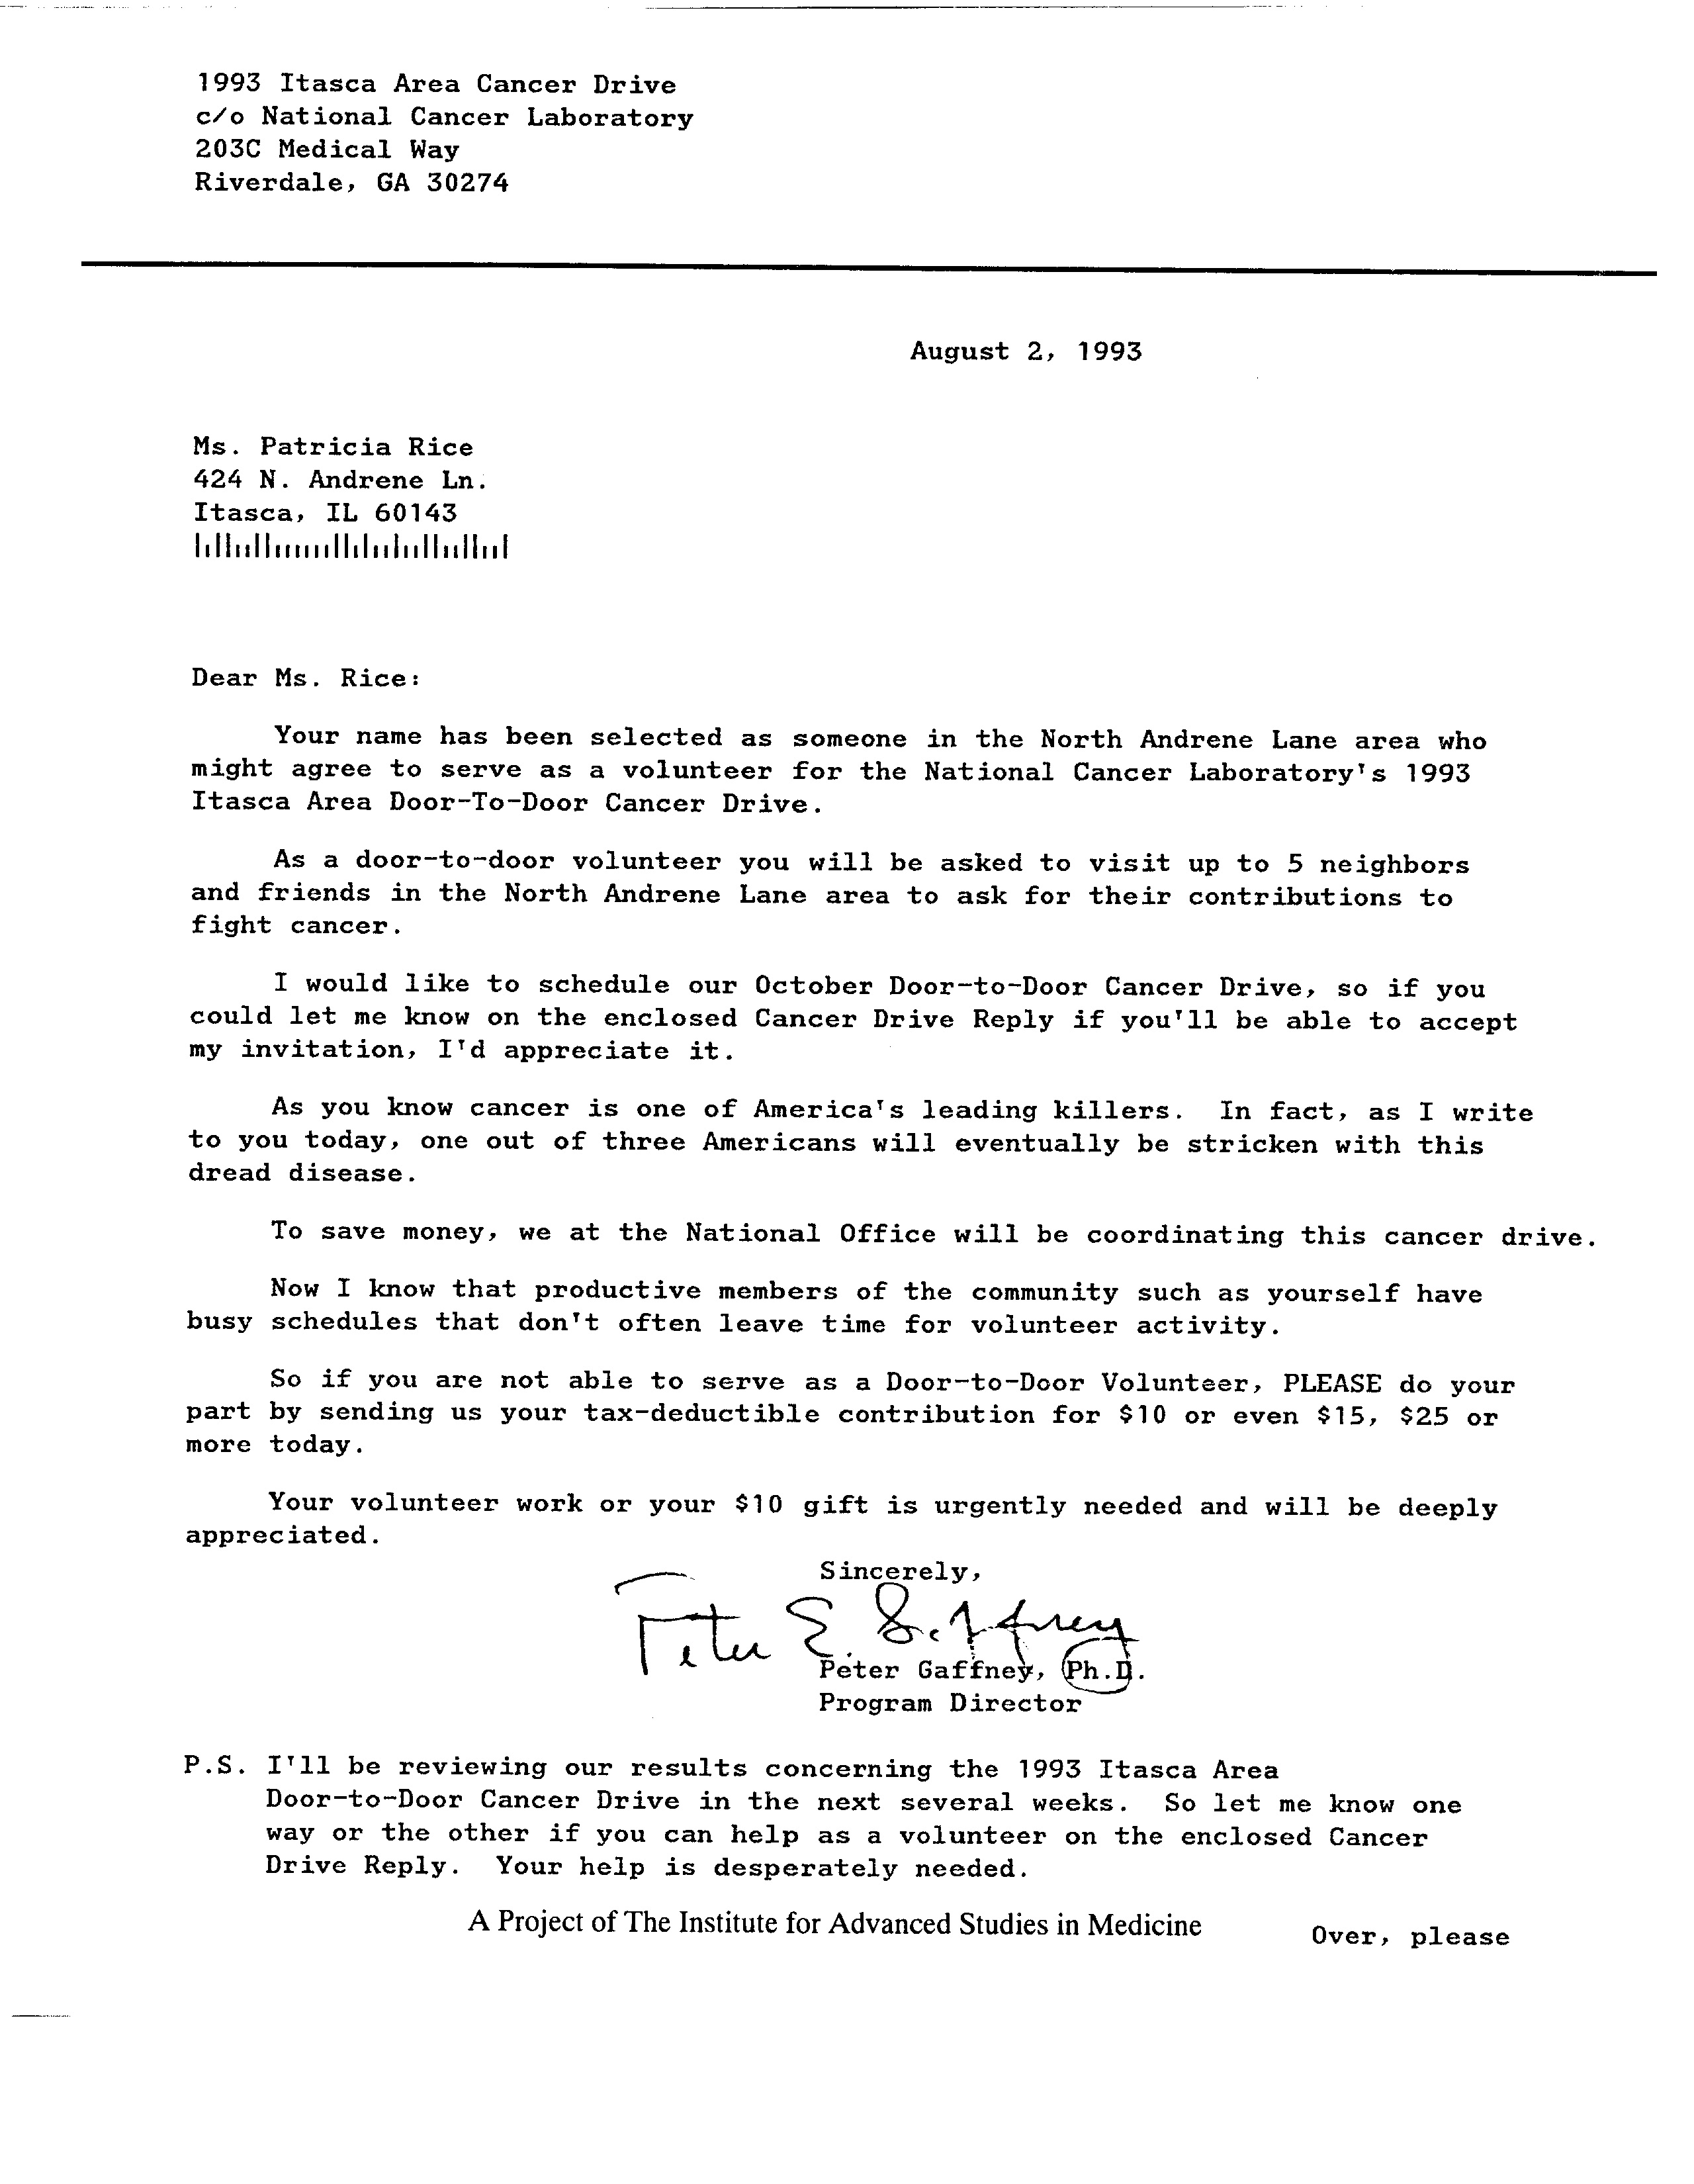 1993 Itasca Area Cancer Drive
c/o National Cancer Laboratory
203C Medical Way
Riverdale, GA 30274
August 2, 1993
Ms. Patricia Rice
424 N. Andrene Ln.
Itasca, IL 60143
Dear Ms. Rice:
Your name has been selected as someone in the North Andrene Lane area who
might agree to serve as a volunteer for the National Cancer Laboratory's 1993
Itasca Area Door-To-Door Cancer Drive.
As a door-to-door volunteer you will be asked to visit up to 5 neighbors
and friends in the North Andrene Lane area to ask for their contributions to
fight cancer.
I would like to schedule our October Door-to-Door Cancer Drive, so if you
could let me know on the enclosed Cancer Drive Reply if you'll be able to accept
my invitation, I'd appreciate it.
As you know cancer is one of America's leading killers.  In fact, as I write
to you today, one out of three Americans will eventually be stricken with this
dread disease.
To save money, we at the National Office will be coordinating this cancer drive.
Now I know that productive members of the community such as yourself have
busy schedules that don't often leave time for volunteer activity.
So if you are not able to serve as a Door-to-Door Volunteer, PLEASE do your
part by sending us your tax-deductible contribution for $10 or even $15, $25 or
more today.
Your volunteer work or your $10 gift is urgently needed and will be deeply
appreciated.
Sincerely,
Peter E. Gaffney
Peter Gaffney, Ph.D.
Program Director
P.S. I'll be reviewing our results concerning the 1993 Itasca Area
Door-to-Door Cancer Drive in the next several weeks.  So let me know one
way or the other if you can help as a volunteer on the enclosed Cancer
Drive Reply.  Your help is desperately needed.
A Project of The Institute for Advanced Studies in Medicine
Over, please